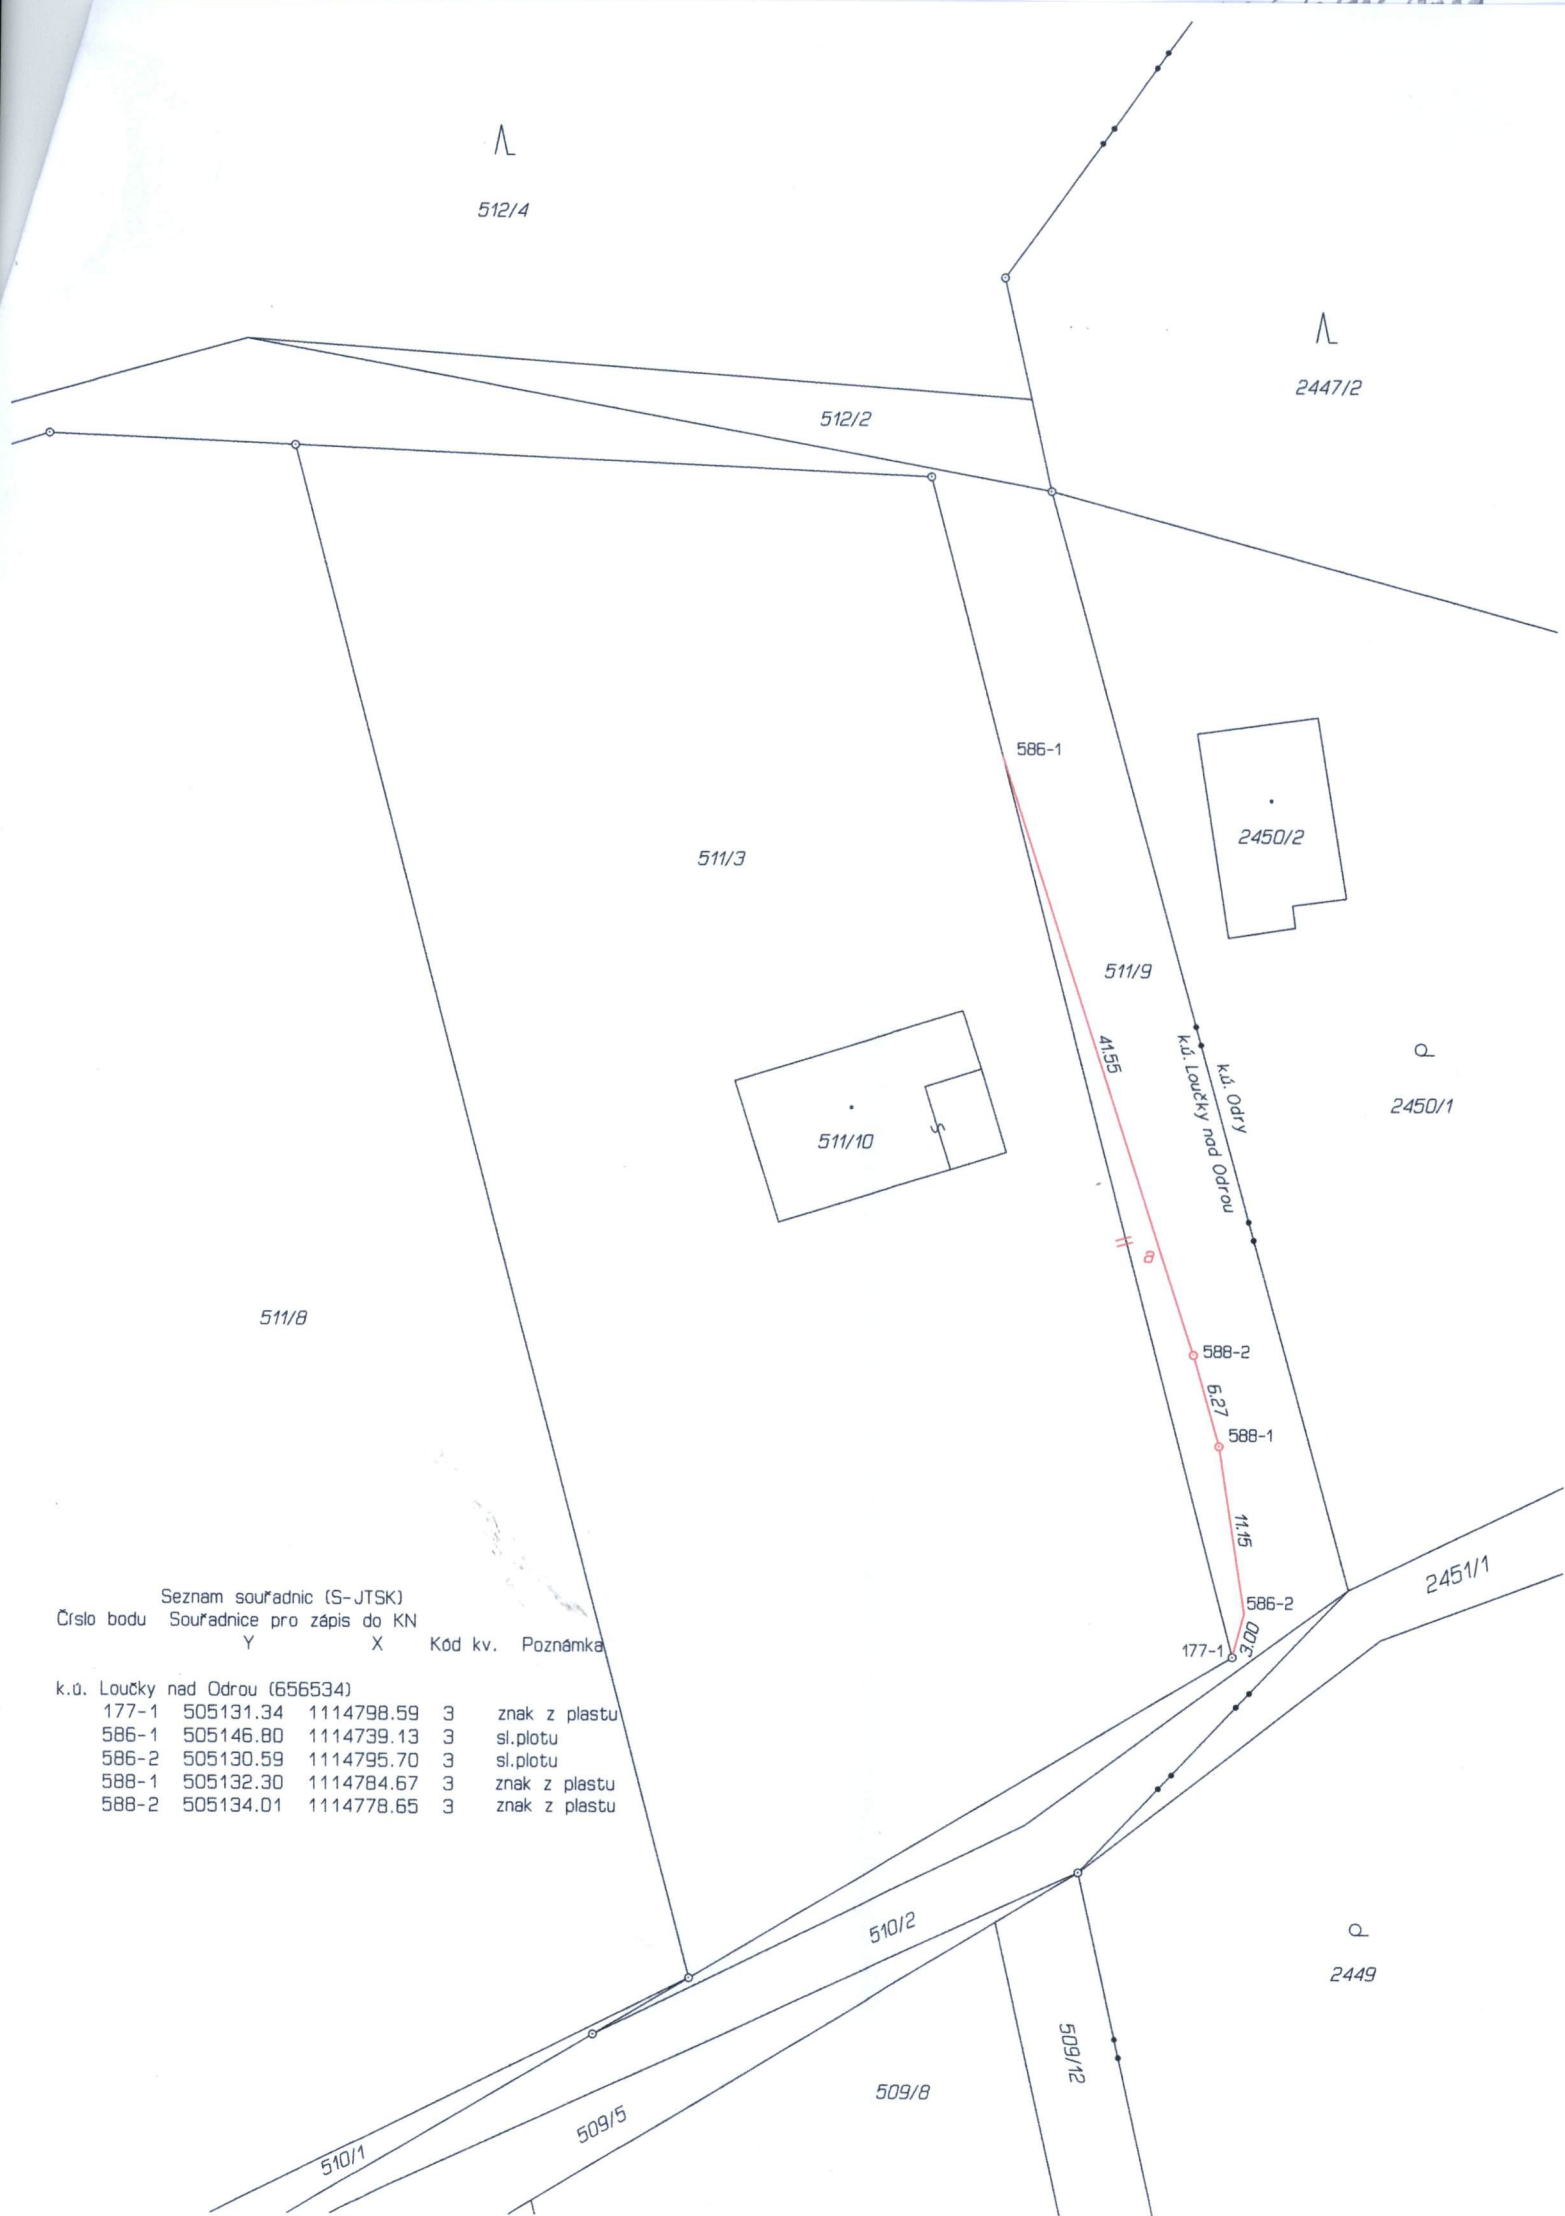 512/4
2447/2
512/2
586-1
2450/2
511/3
511/9
41.55
k.ú. Odry
k.ú. Loučky nad Odrou
2450/1
511/10
a
511/8
588-2
6.27
588-1
11.15
586-2
3.00
177-1
2451/1
Seznam souřadnic (S-JTSK)
Číslo bodu Souřadnice pro zápis do KN
Y X Kód kv. Poznámka
k.ú. Loučky nad Odrou (656534)
177-1 505131.34 1114798.59 3 znak z plastu
586-1 505146.80 1114739.13 3 sl.plotu
586-2 505130.59 1114795.70 3 sl.plotu
588-1 505132.30 1114784.67 3 znak z plastu
588-2 505134.01 1114778.65 3 znak z plastu
510/2
2449
509/12
509/8
509/5
510/1